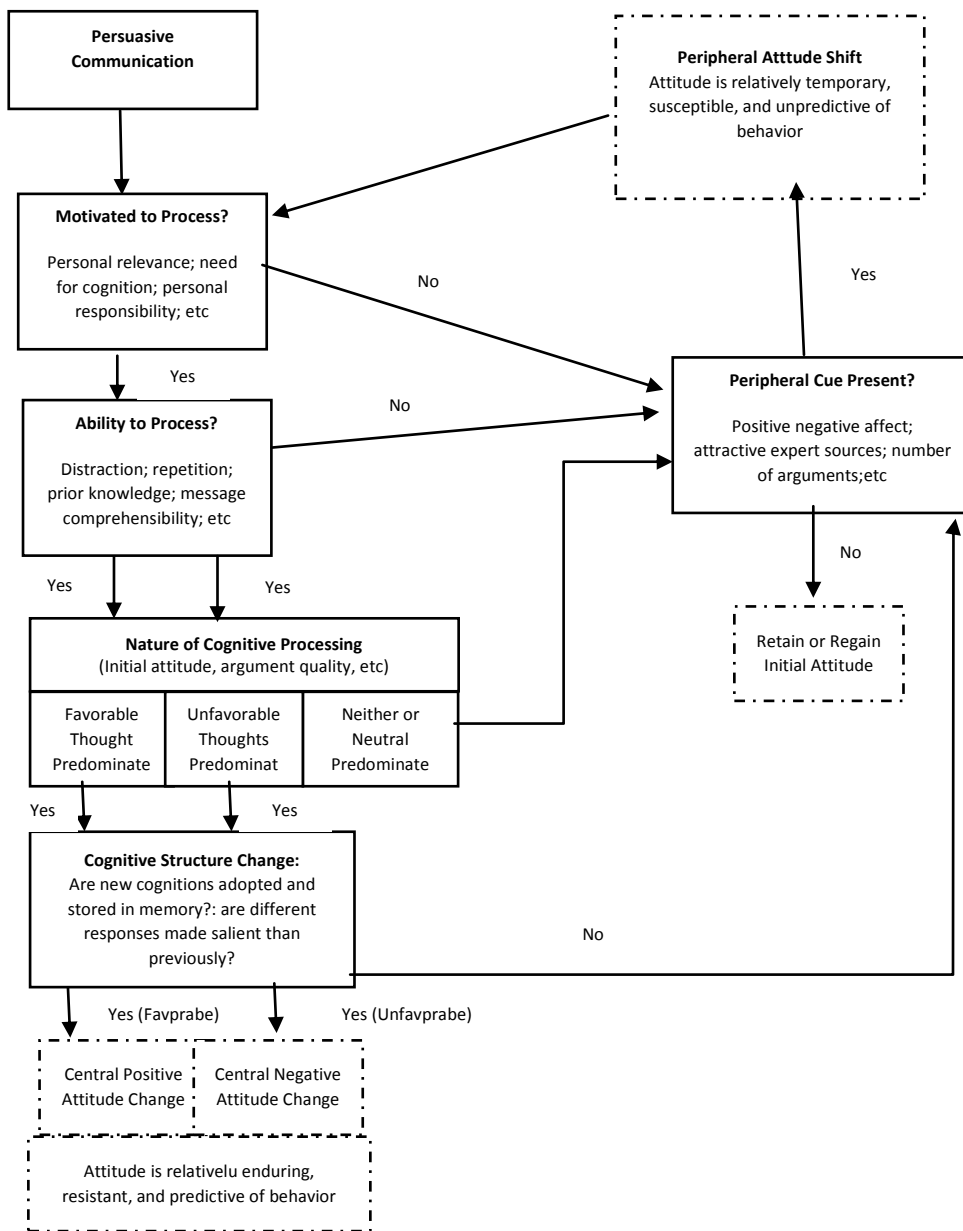 Persuasive
Communication
Peripheral Atttude Shift
Attitude is relatively temporary,
susceptible, and unpredictive of
behavior
Motivated to Process?
Personal relevance; need
for cognition; personal
responsibility; etc
No
Yes
Yes
Peripheral Cue Present?
Positive negative affect;
attractive expert sources; number
of arguments;etc
Ability to Process?
Distraction; repetition;
prior knowledge; message
comprehensibility; etc
No
No
Yes
Yes
Nature of Cognitive Processing
(Initial attitude, argument quality, etc)
Favorable
Thought
Predominate
Unfavorable
Thoughts
Predominat
Neither or
Neutral
Predominate
Retain or Regain
Initial Attitude
Yes
Yes
Cognitive Structure Change:
Are new cognitions adopted and
stored in memory?: are different
responses made salient than
previously?
No
Yes (Favprabe)
Yes (Unfavprabe)
Central Positive
Attitude Change
Central Negative
Attitude Change
Attitude is relativelu enduring,
resistant, and predictive of behavior